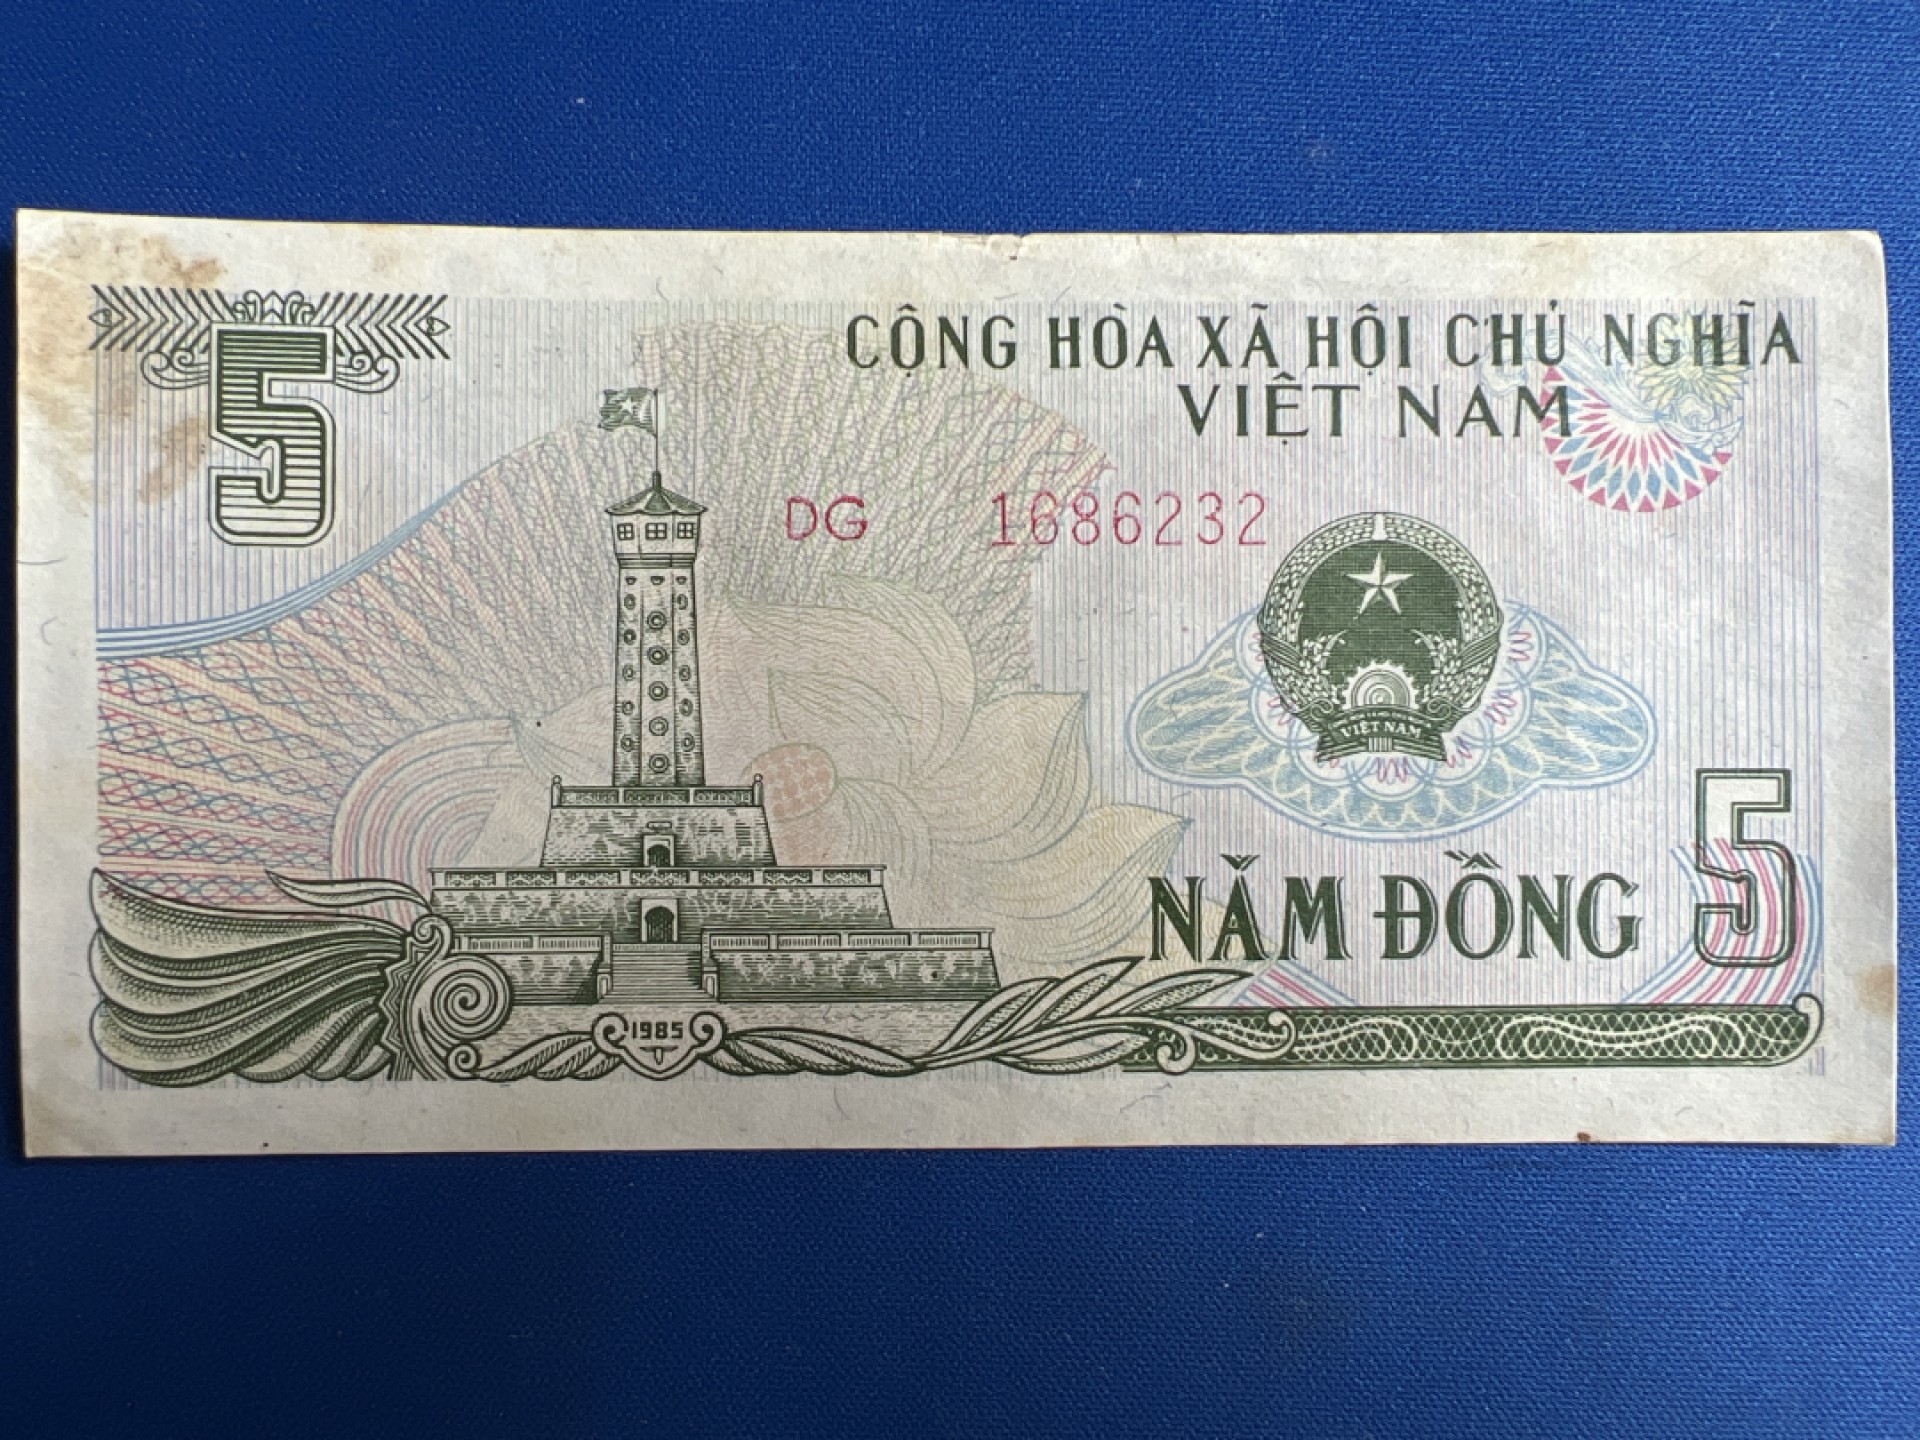 5
CỘNG HÒA XÃ HỘI CHỦ NGHĨA
VIỆT NAM
DG 1686232
VIỆT NAM
5
NĂM ĐỒNG
1985